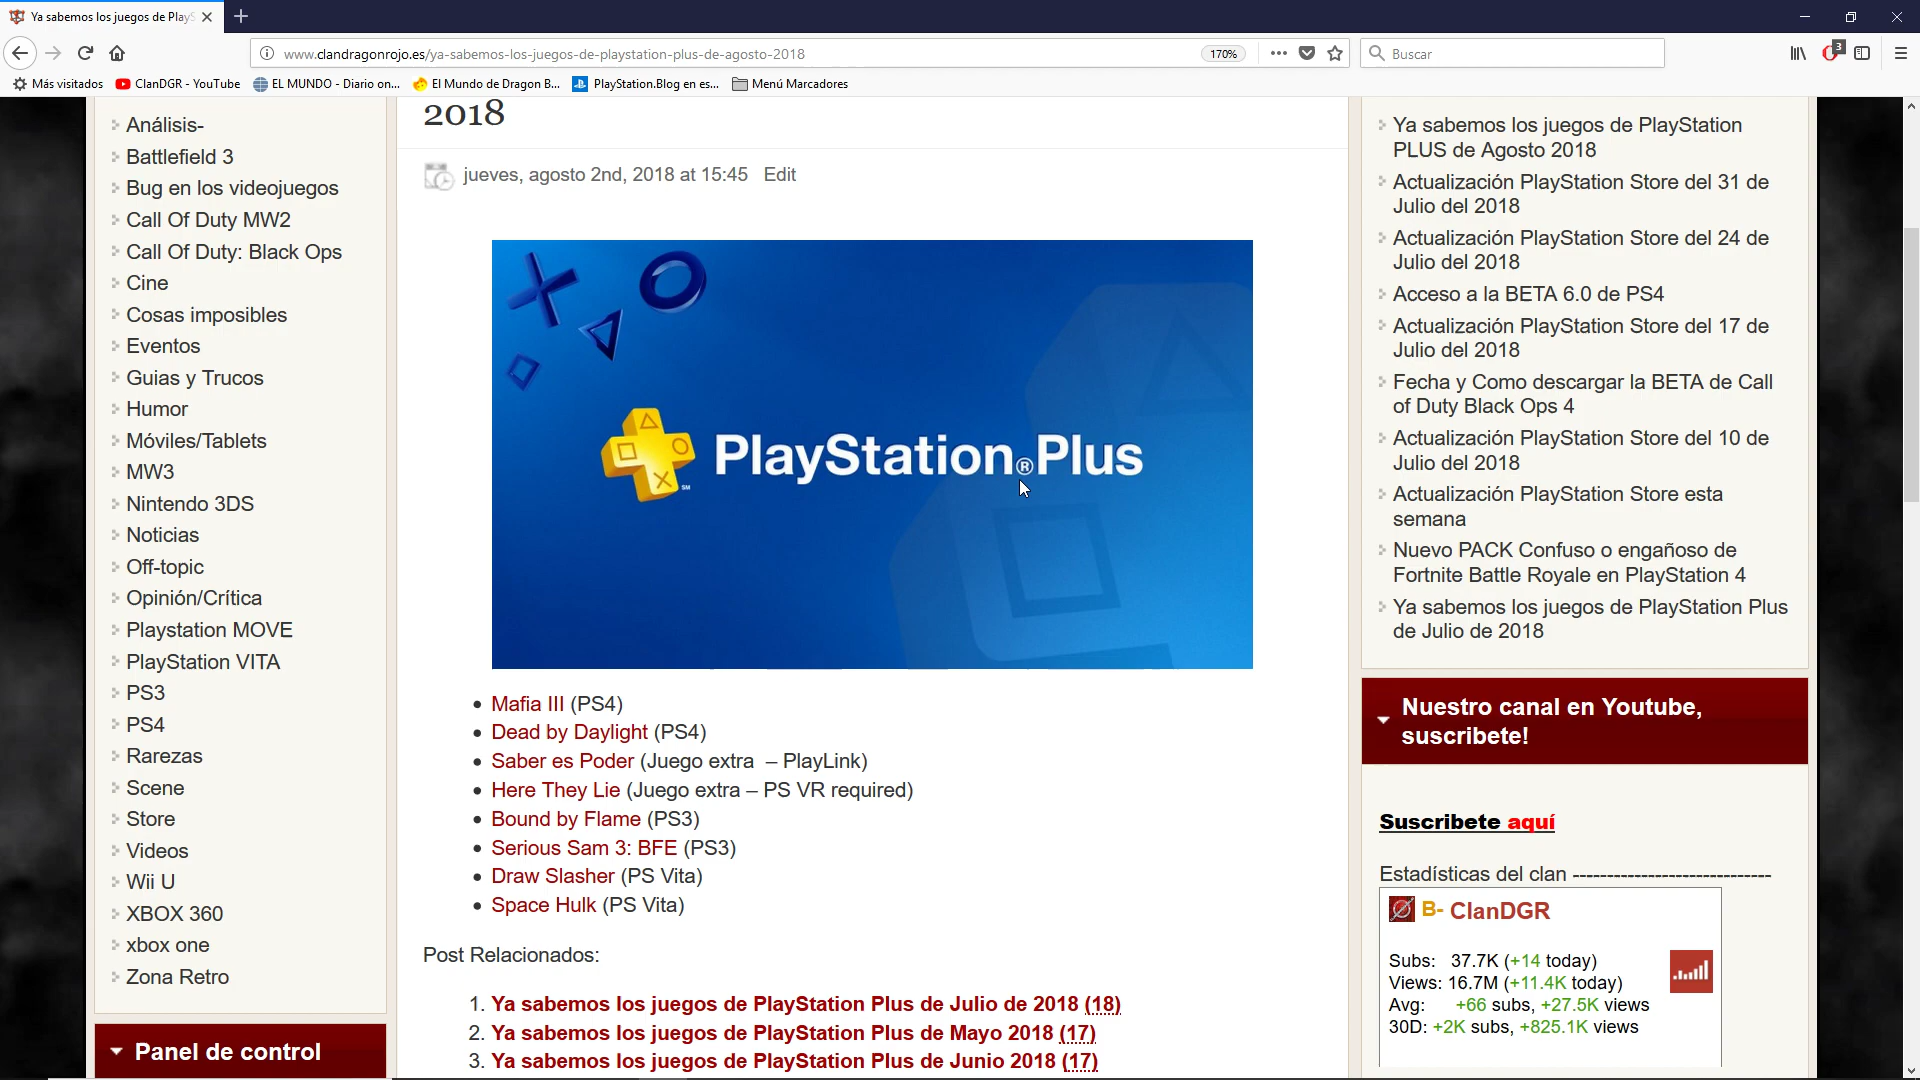 Ya sabemos los juegos de PlayS
www.clandragonrojo.es/ya-sabemos-los-juegos-de-playstation-plus-de-agosto-2018
170%
Buscar
3
Más visitados
ClanDGR - YouTube
EL MUNDO - Diario on...
El Mundo de Dragon B...
PlayStation.Blog en es...
Menú Marcadores
Análisis-
Battlefield 3
Bug en los videojuegos
Call Of Duty MW2
Call Of Duty: Black Ops
Cine
Cosas imposibles
Eventos
Guias y Trucos
Humor
Móviles/Tablets
MW3
Nintendo 3DS
Noticias
Off-topic
Opinión/Crítica
Playstation MOVE
PlayStation VITA
PS3
PS4
Rarezas
Scene
Store
Videos
Wii U
XBOX 360
xbox one
Zona Retro
Panel de control
2018
jueves, agosto 2nd, 2018 at 15:45 Edit
PlayStation®Plus
SM
Mafia III (PS4)
Dead by Daylight (PS4)
Saber es Poder (Juego extra – PlayLink)
Here They Lie (Juego extra – PS VR required)
Bound by Flame (PS3)
Serious Sam 3: BFE (PS3)
Draw Slasher (PS Vita)
Space Hulk (PS Vita)
Post Relacionados:
1. Ya sabemos los juegos de PlayStation Plus de Julio de 2018 (18)
2. Ya sabemos los juegos de PlayStation Plus de Mayo 2018 (17)
3. Ya sabemos los juegos de PlayStation Plus de Junio 2018 (17)
Ya sabemos los juegos de PlayStation
PLUS de Agosto 2018
Actualización PlayStation Store del 31 de
Julio del 2018
Actualización PlayStation Store del 24 de
Julio del 2018
Acceso a la BETA 6.0 de PS4
Actualización PlayStation Store del 17 de
Julio del 2018
Fecha y Como descargar la BETA de Call
of Duty Black Ops 4
Actualización PlayStation Store del 10 de
Julio del 2018
Actualización PlayStation Store esta
semana
Nuevo PACK Confuso o engañoso de
Fortnite Battle Royale en PlayStation 4
Ya sabemos los juegos de PlayStation Plus
de Julio de 2018
Nuestro canal en Youtube,
suscribete!
Suscribete aquí
Estadísticas del clan -----------------------------
B- ClanDGR
Subs: 37.7K (+14 today)
Views: 16.7M (+11.4K today)
Avg: +66 subs, +27.5K views
30D: +2K subs, +825.1K views